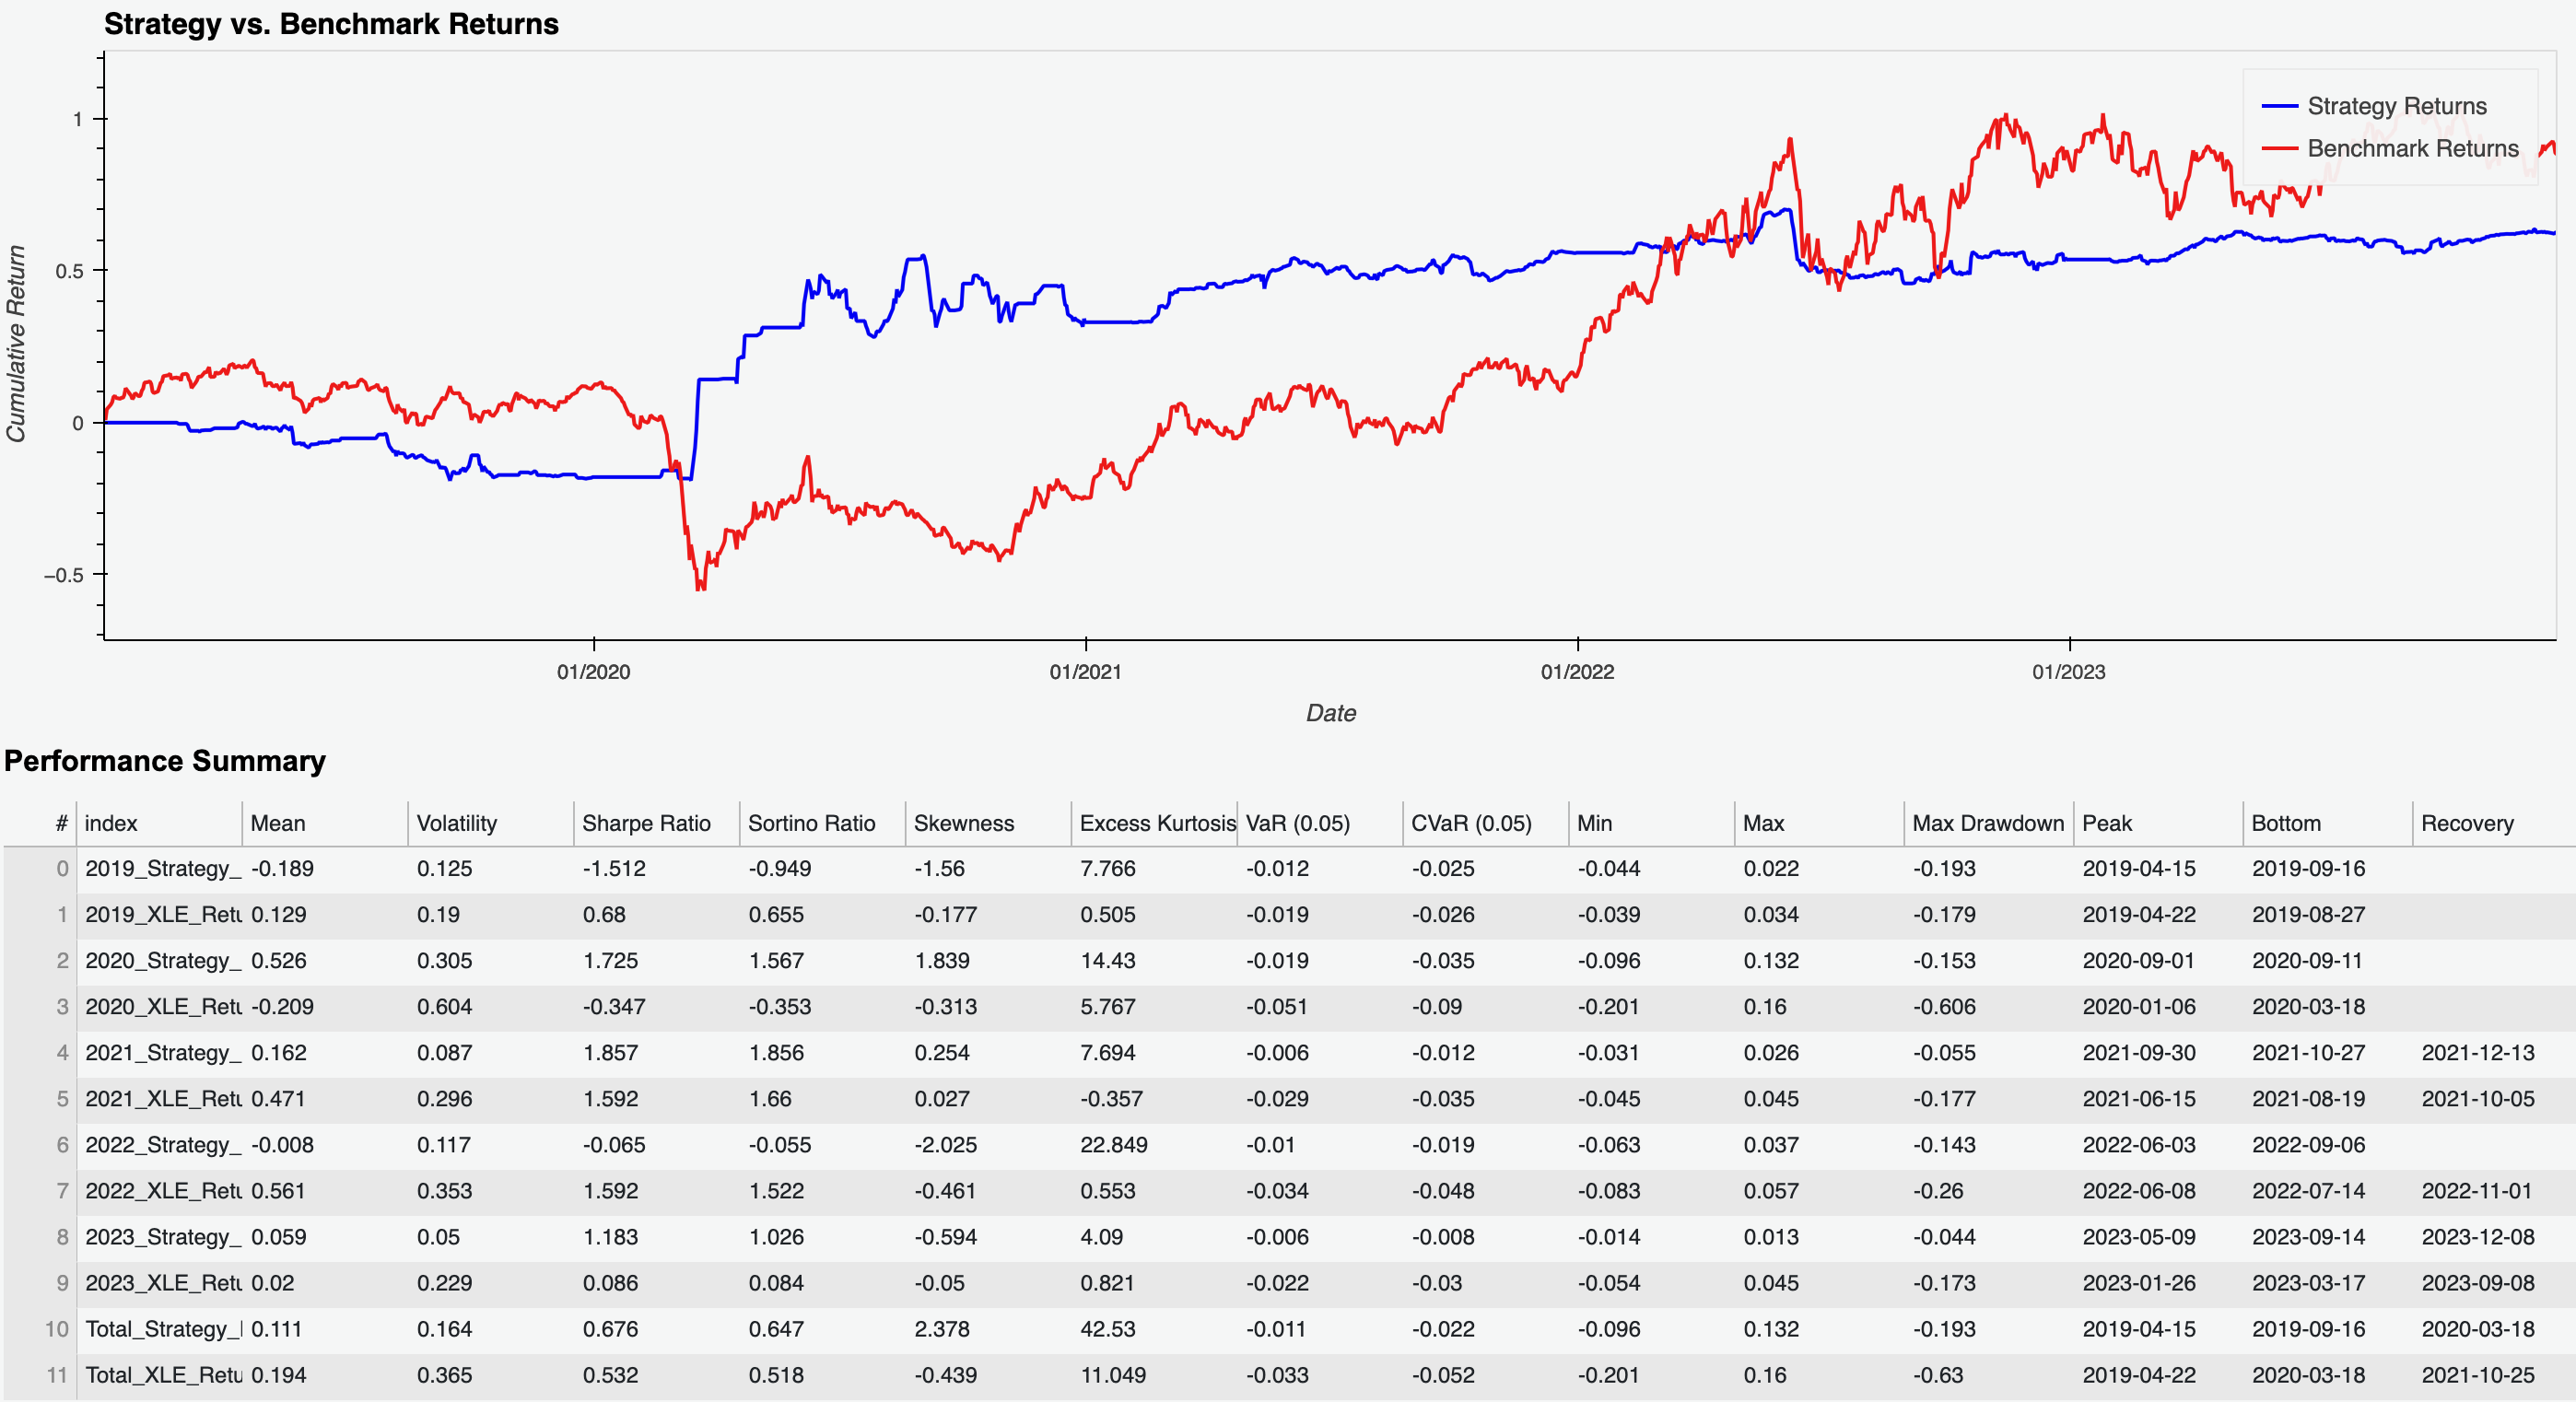 Strategy vs. Benchmark Returns
Strategy Returns
Benchmark Returns
1
0.5
0
−0.5
Cumulative Return
01/2020 01/2021 01/2022 01/2023
Date
Performance Summary
# index Mean Volatility Sharpe Ratio Sortino Ratio Skewness Excess Kurtosis VaR (0.05) CVaR (0.05) Min Max Max Drawdown Peak Bottom Recovery
0 2019_Strategy_ -0.189 0.125 -1.512 -0.949 -1.56 7.766 -0.012 -0.025 -0.044 0.022 -0.193 2019-04-15 2019-09-16
1 2019_XLE_Retu 0.129 0.19 0.68 0.655 -0.177 0.505 -0.019 -0.026 -0.039 0.034 -0.179 2019-04-22 2019-08-27
2 2020_Strategy_ 0.526 0.305 1.725 1.567 1.839 14.43 -0.019 -0.035 -0.096 0.132 -0.153 2020-09-01 2020-09-11
3 2020_XLE_Retu -0.209 0.604 -0.347 -0.353 -0.313 5.767 -0.051 -0.09 -0.201 0.16 -0.606 2020-01-06 2020-03-18
4 2021_Strategy_ 0.162 0.087 1.857 1.856 0.254 7.694 -0.006 -0.012 -0.031 0.026 -0.055 2021-09-30 2021-10-27 2021-12-13
5 2021_XLE_Retu 0.471 0.296 1.592 1.66 0.027 -0.357 -0.029 -0.035 -0.045 0.045 -0.177 2021-06-15 2021-08-19 2021-10-05
6 2022_Strategy_ -0.008 0.117 -0.065 -0.055 -2.025 22.849 -0.01 -0.019 -0.063 0.037 -0.143 2022-06-03 2022-09-06
7 2022_XLE_Retu 0.561 0.353 1.592 1.522 -0.461 0.553 -0.034 -0.048 -0.083 0.057 -0.26 2022-06-08 2022-07-14 2022-11-01
8 2023_Strategy_ 0.059 0.05 1.183 1.026 -0.594 4.09 -0.006 -0.008 -0.014 0.013 -0.044 2023-05-09 2023-09-14 2023-12-08
9 2023_XLE_Retu 0.02 0.229 0.086 0.084 -0.05 0.821 -0.022 -0.03 -0.054 0.045 -0.173 2023-01-26 2023-03-17 2023-09-08
10 Total_Strategy_ 0.111 0.164 0.676 0.647 2.378 42.53 -0.011 -0.022 -0.096 0.132 -0.193 2019-04-15 2019-09-16 2020-03-18
11 Total_XLE_Retu 0.194 0.365 0.532 0.518 -0.439 11.049 -0.033 -0.052 -0.201 0.16 -0.63 2019-04-22 2020-03-18 2021-10-25